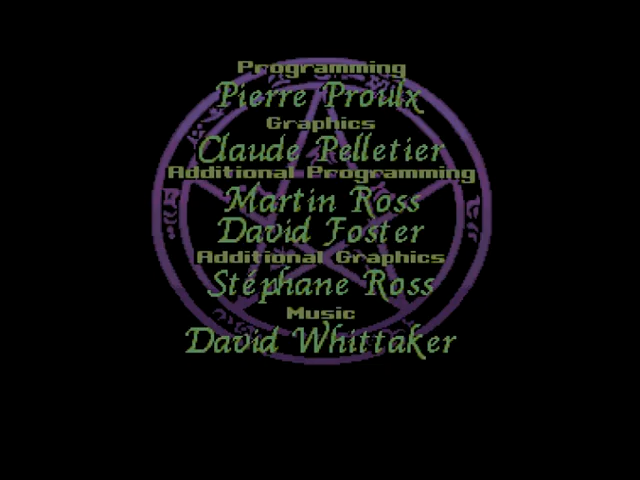 Programming
Pierre Proulx
Graphics
Claude Pelletier
Additional Programming
Martin Ross
David Foster
Additional Graphics
Stéphane Ross
Music
David Whittaker